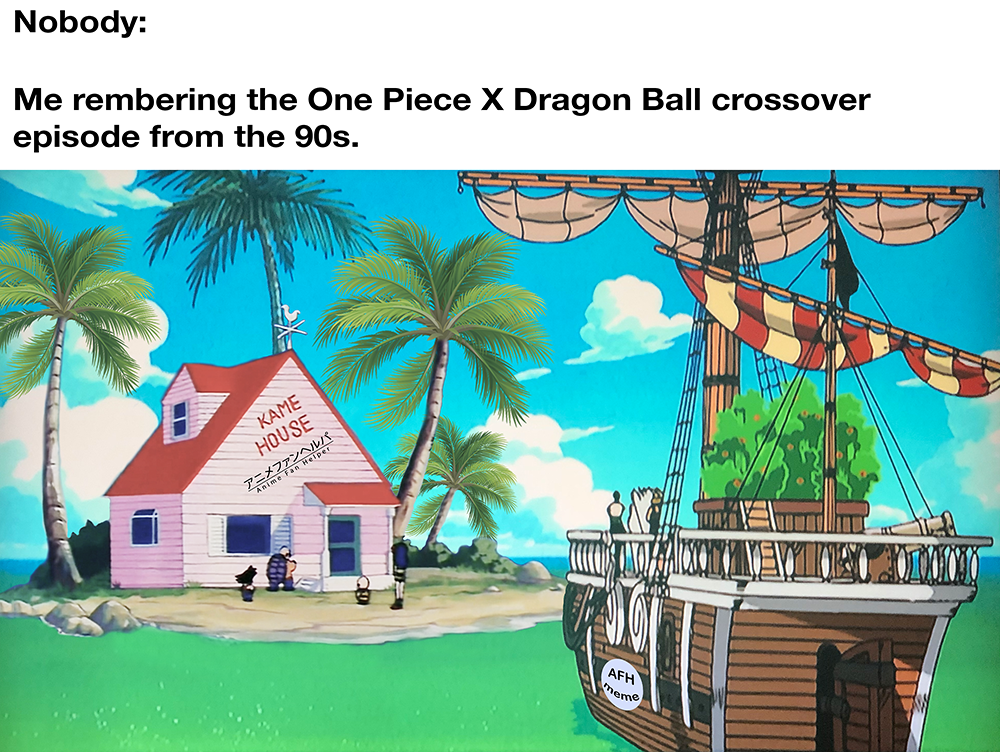 Nobody:
Me rembering the One Piece X Dragon Ball crossover
episode from the 90s.
KAME
HOUSE
アニメファンヘルパ
Anime Fan Helper
AFH
meme